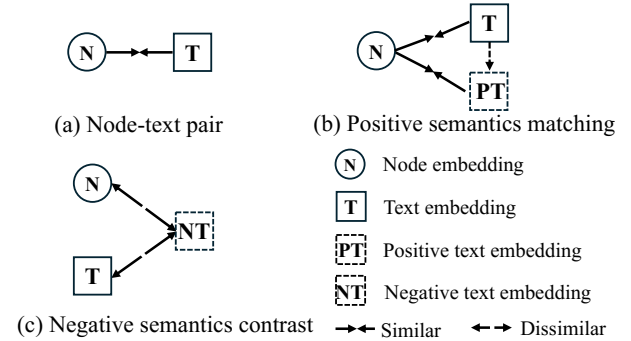 N T
(a) Node-text pair
N T
PT
(b) Positive semantics matching
N
NT
T
(c) Negative semantics contrast
N Node embedding
T Text embedding
PT Positive text embedding
NT Negative text embedding
Similar Dissimilar